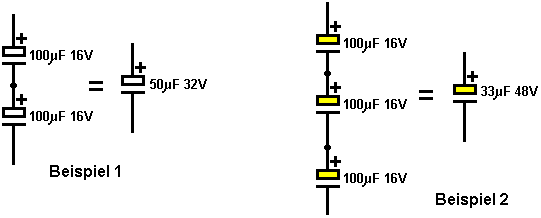 +
100µF 16V
+
100µF 16V
=
+
50µF 32V
Beispiel 1
+
100µF 16V
+
100µF 16V
+
100µF 16V
=
+
33µF 48V
Beispiel 2